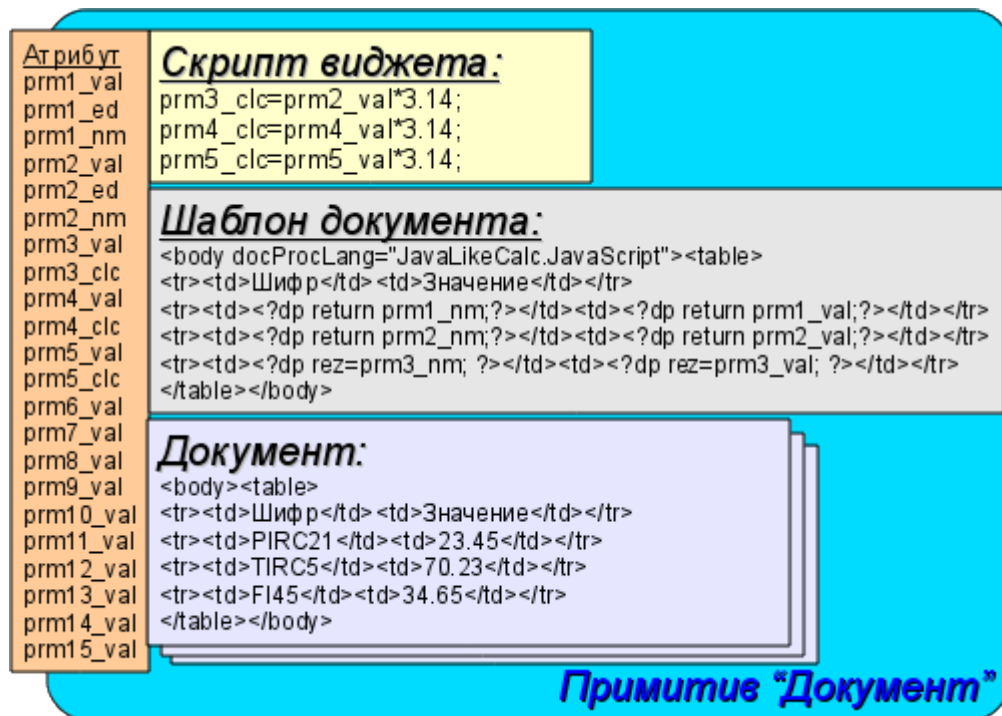 Атрибут
prm1_val
prm1_ed
prm1_nm
prm2_val
prm2_ed
prm2_nm
prm3_val
prm3_clc
prm4_val
prm4_clc
prm5_val
prm5_clc
prm6_val
prm7_val
prm8_val
prm9_val
prm10_val
prm11_val
prm12_val
prm13_val
prm14_val
prm15_val
Скрипт виджета:
prm3_clc=prm2_val*3.14;
prm4_clc=prm4_val*3.14;
prm5_clc=prm5_val*3.14;
Шаблон документа:
<body docProcLang="JavaLikeCalc.JavaScript"><table>
<tr><td>Шифр</td><td>Значение</td></tr>
<tr><td><?dp return prm1_nm;?></td><td><?dp return prm1_val;?></td></tr>
<tr><td><?dp return prm2_nm;?></td><td><?dp return prm2_val;?></td></tr>
<tr><td><?dp rez=prm3_nm; ?></td><td><?dp rez=prm3_val; ?></td></tr>
</table></body>
Документ:
<body><table>
<tr><td>Шифр</td><td>Значение</td></tr>
<tr><td>PIRC21</td><td>23.45</td></tr>
<tr><td>TIRC5</td><td>70.23</td></tr>
<tr><td>FI45</td><td>34.65</td></tr>
</table></body>
Примитив "Документ"